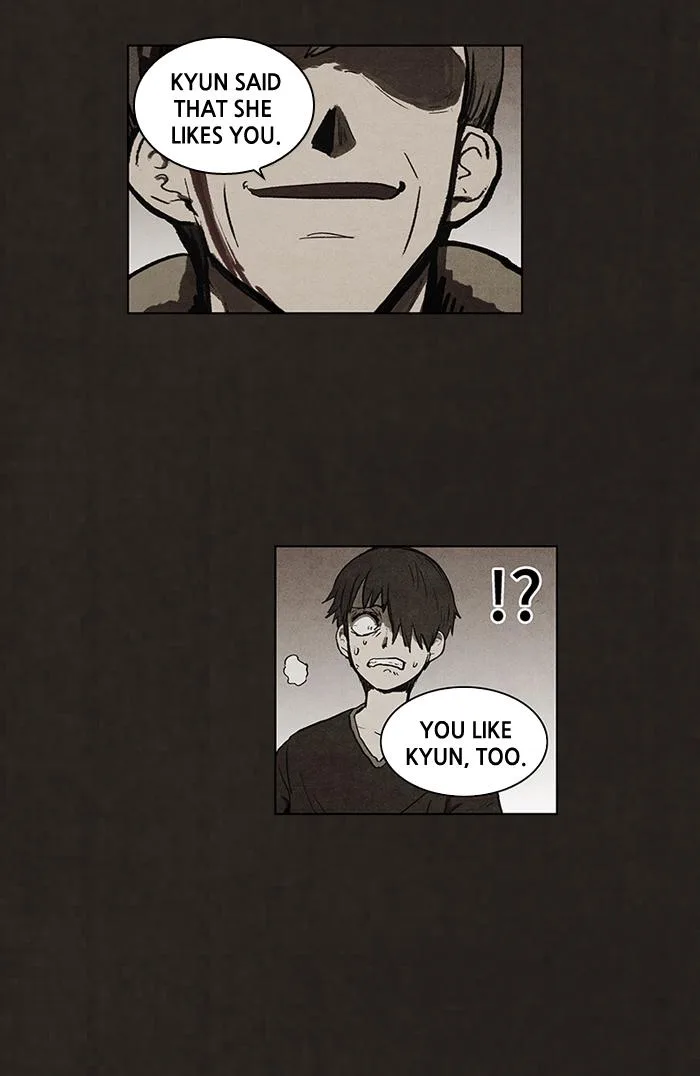 KYUN SAID
THAT SHE
LIKES YOU.
!?
YOU LIKE
KYUN, TOO.